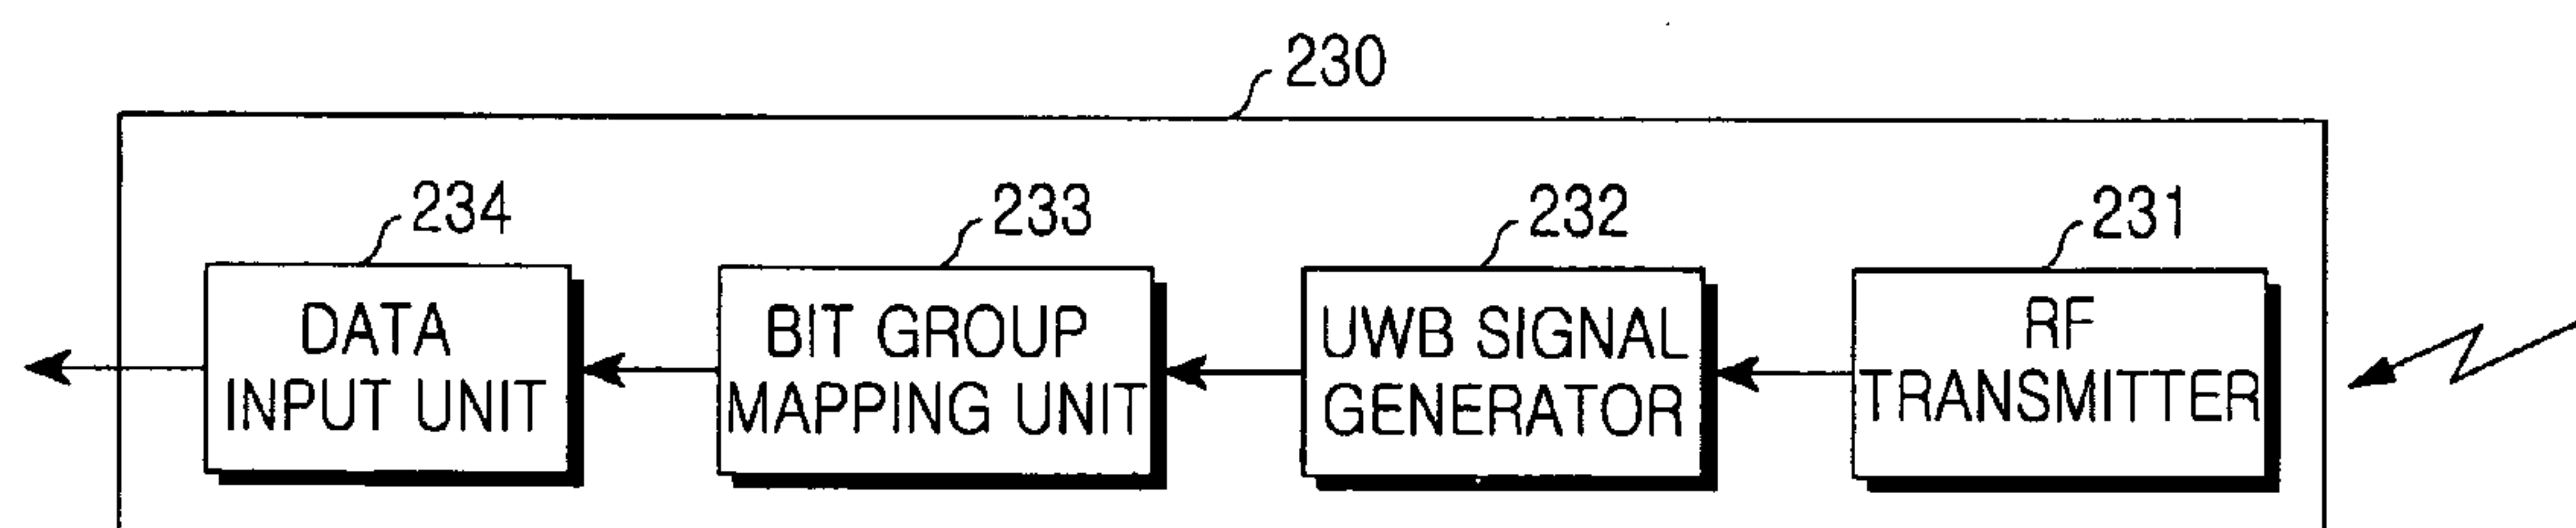 230
234
233
232
231
DATA
INPUT UNIT
BIT GROUP
MAPPING UNIT
UWB SIGNAL
GENERATOR
RF
TRANSMITTER